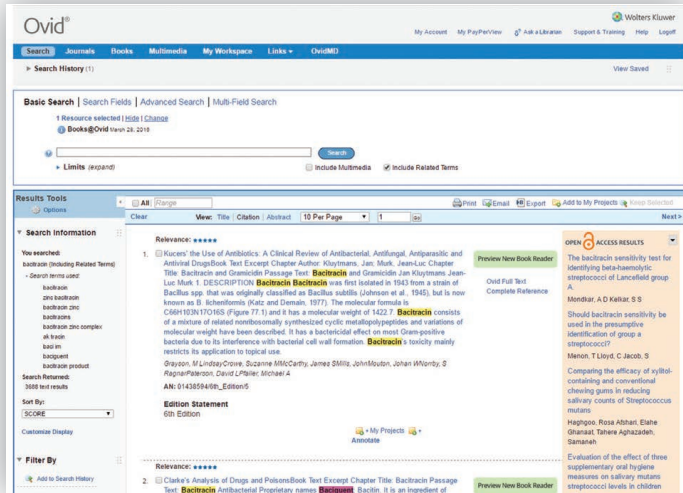 Ovid®
Wolters Kluwer
My Account My PayPerView Ask a Librarian Support & Training Help Logoff
Search Journals Books Multimedia My Workspace Links OvidMD
Search History (1)
View Saved
Basic Search | Search Fields | Advanced Search | Multi-Field Search
1 Resource selected | Hide | Change
Books@Ovid March 28, 2016
Search
Limits (expand)
Include Multimedia Include Related Terms
Results Tools
Options
Search Information
You searched:
bacitracin (Including Related Terms)
- Search terms used:
bacitracin
zinc bacitracin
bacitracin zinc
bacitracins
bacitracin zinc complex
ak tracin
baci im
baciguent
bacitracin product
Search Returned:
3688 text results
Sort By:
SCORE
Customize Display
Filter By
Add to Search History
All Range
Print Email Export Add to My Projects Keep Selected
Clear View: Title | Citation | Abstract 10 Per Page 1 Go Next>
Relevance:
1. Kucers' the Use of Antibiotics: A Clinical Review of Antibacterial, Antifungal, Antiparasitic and
Antiviral DrugsBook Text Excerpt Chapter Author: Kluytmans, Jan; Murk, Jean-Luc Chapter
Title: Bacitracin and Gramicidin Passage Text: Bacitracin and Gramicidin Jan Kluytmans Jean-
Luc Murk 1. DESCRIPTION Bacitracin Bacitracin was first isolated in 1943 from a strain of
Bacillus spp. that was originally classified as Bacillus subtilis (Johnson et al., 1945), but is now
known as B. licheniformis (Katz and Demain, 1977). The molecular formula is
C66H103N17O16S (Figure 77.1) and it has a molecular weight of 1422.7. Bacitracin consists
of a mixture of related nonribosomally synthesized cyclic metallopolypeptides and variations of
molecular weight have been described. It has a bactericidal effect on most Gram-positive
bacteria due to its interference with bacterial cell wall formation. Bacitracin's toxicity mainly
restricts its application to topical use.
Grayson, M LindsayCrowe, Suzanne MMcCarthy, James SMills, JohnMouton, Johan WNorrby, S
RagnarPaterson, David LPfaller, Michael A
AN: 01438594/6th_Edition/5
Edition Statement
6th Edition
+ My Projects +
Annotate
Preview New Book Reader
Ovid Full Text
Complete Reference
Relevance:
2. Clarke's Analysis of Drugs and PoisonsBook Text Excerpt Chapter Title: Bacitracin Passage
Text: Bacitracin Antibacterial Proprietary names Baciguent, Bacitin. It is an ingredient of
Preview New Book Reader
OPEN ACCESS RESULTS
The bacitracin sensitivity test for
identifying beta-haemolytic
streptococci of Lancefield group
A.
Mondkar, A D Kelkar, S S
Should bacitracin sensitivity be
used in the presumptive
identification of group a
streptococci?
Menon, T Lloyd, C Jacob, S
Comparing the efficacy of xylitol-
containing and conventional
chewing gums in reducing
salivary counts of Streptococcus
mutans
Haghgoo, Rosa Afshari, Elahe
Ghanaat, Tahere Aghazadeh,
Samaneh
Evaluation of the effect of three
supplementary oral hygiene
measures on salivary mutans
streptococci levels in children